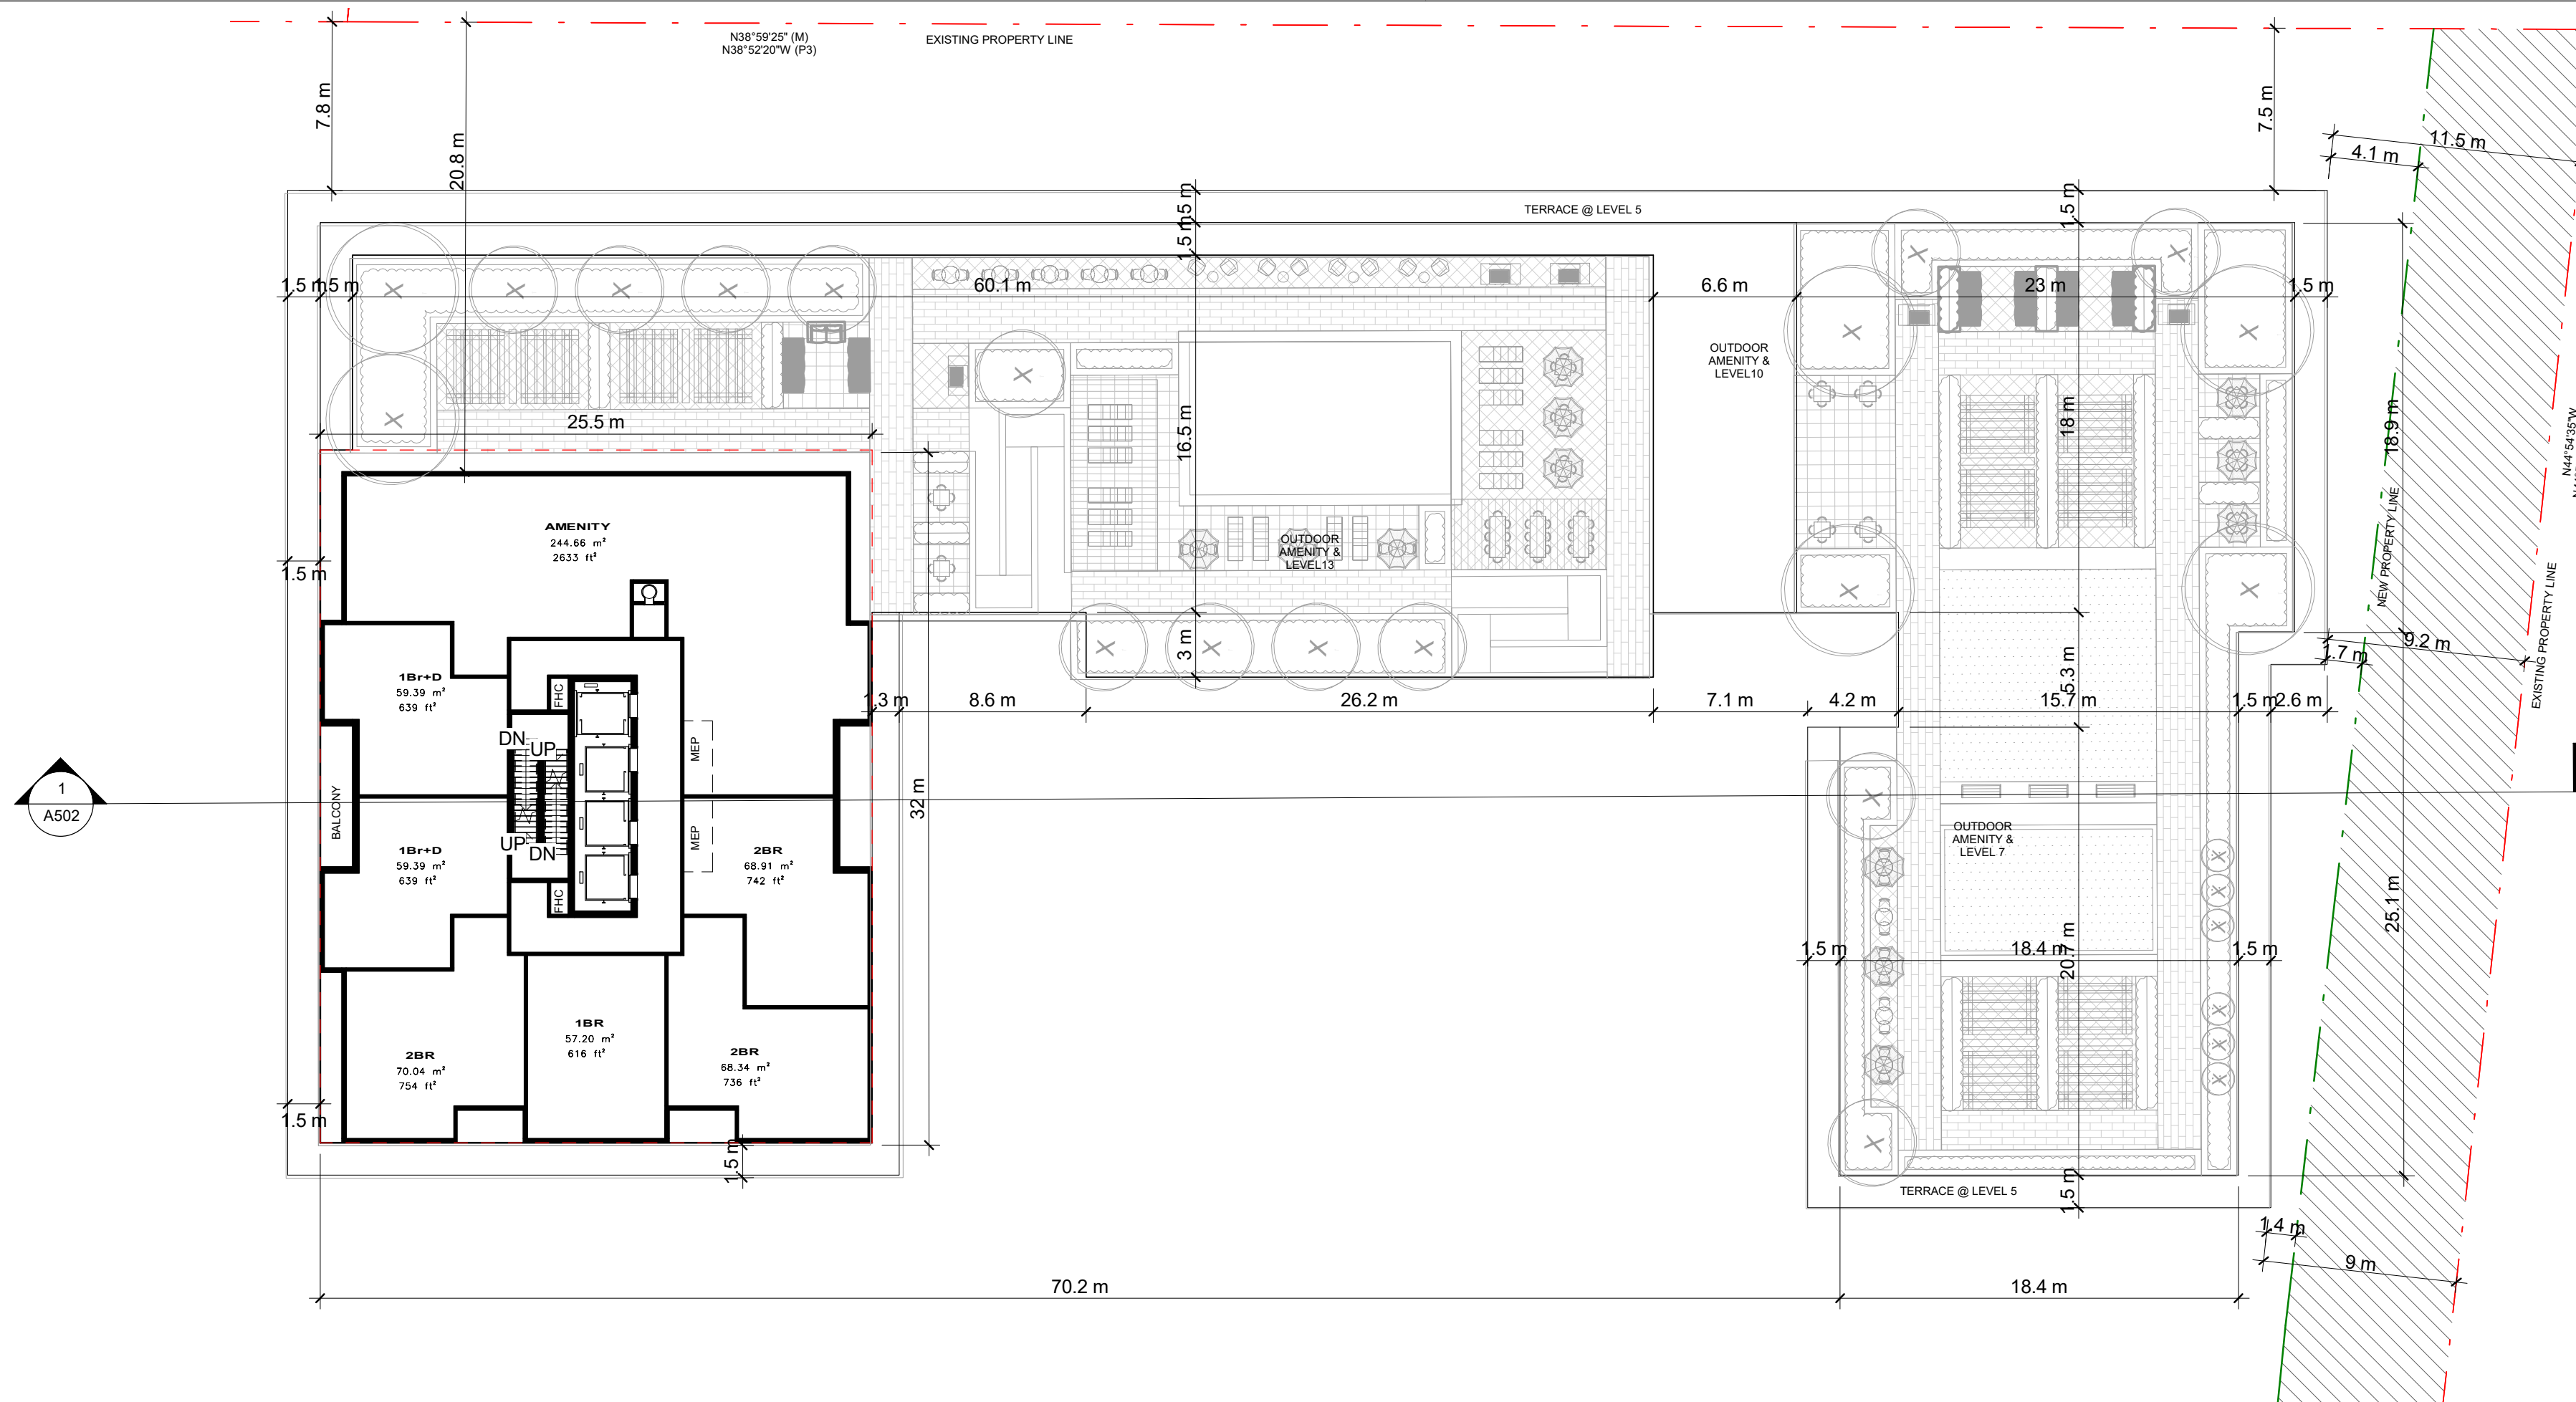 N38°59'25" (M)
N38°52'20"W (P3)
EXISTING PROPERTY LINE
7.8 m
20.8 m
7.5 m
11.5 m
4.1 m
1.5 m
1.5 m
TERRACE @ LEVEL 5
1.5 m
1.5 m
1.5 m
60.1 m
6.6 m
23 m
1.5 m
OUTDOOR
AMENITY &
LEVEL10
25.5 m
16.5 m
18 m
18.9 m
N44°54'35"W
AMENITY
244.66 m²
2633 ft²
OUTDOOR
AMENITY &
LEVEL13
1.5 m
NEW PROPERTY LINE
EXISTING PROPERTY LINE
3 m
5.3 m
9.2 m
1.7 m
1Br+D
59.39 m²
639 ft²
FHC
1.3 m
8.6 m
26.2 m
7.1 m
4.2 m
15.7 m
1.5 m
2.6 m
DN
UP
MEP
1
A502
BALCONY
32 m
UP
DN
MEP
1Br+D
59.39 m²
639 ft²
2BR
68.91 m²
742 ft²
FHC
OUTDOOR
AMENITY &
LEVEL 7
25.1 m
1.5 m
18.4 m
20.7 m
1.5 m
1BR
57.20 m²
616 ft²
2BR
70.04 m²
754 ft²
2BR
68.34 m²
736 ft²
1.5 m
1.5 m
TERRACE @ LEVEL 5
1.5 m
1.4 m
9 m
70.2 m
18.4 m